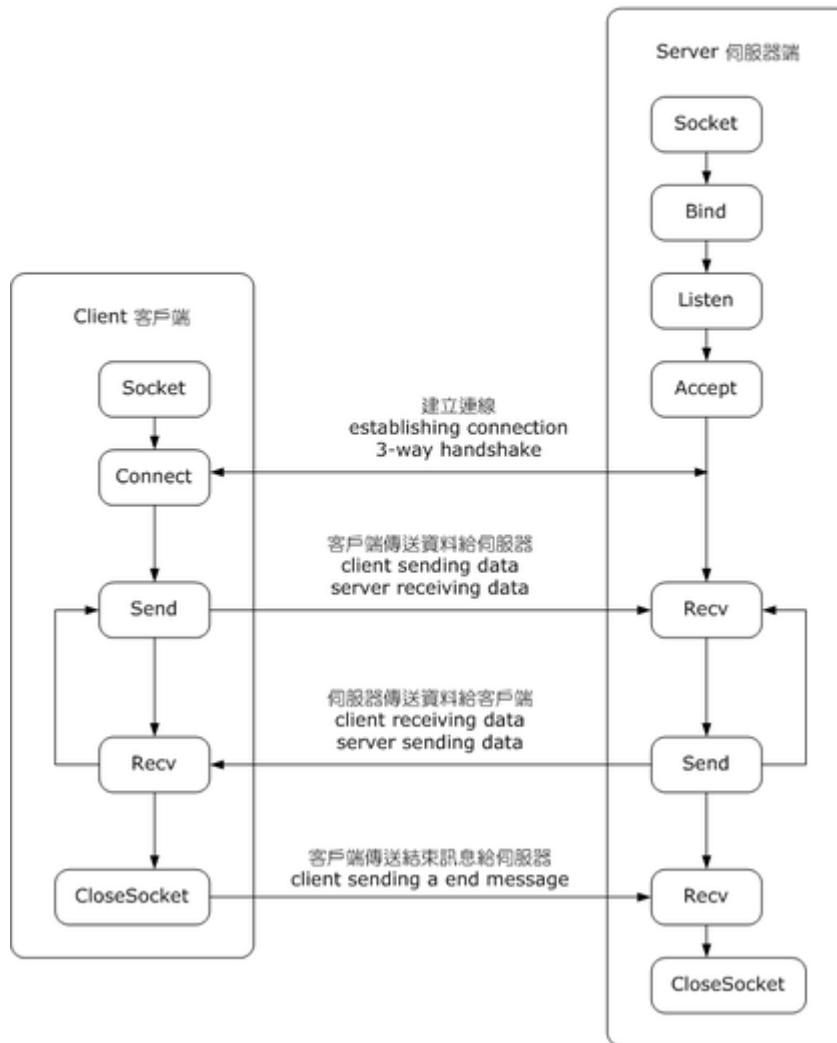 Server 伺服器端
Socket
Bind
Listen
Accept
Client 客戶端
Socket
Connect
建立連線
establishing connection
3-way handshake
客戶端傳送資料給伺服器
client sending data
server receiving data
Send
Recv
伺服器傳送資料給客戶端
client receiving data
server sending data
Recv
Send
客戶端傳送結束訊息給伺服器
client sending a end message
CloseSocket
Recv
CloseSocket